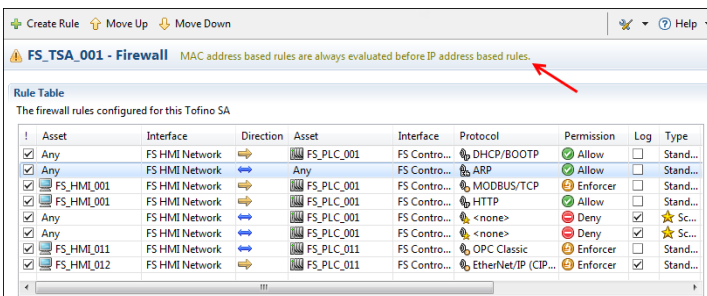 Create Rule Move Up Move Down Help
FS_TSA_001 - Firewall MAC address based rules are always evaluated before IP address based rules.
Rule Table
The firewall rules configured for this Tofino SA
! Asset Interface Direction Asset Interface Protocol Permission Log Type
Any FS HMI Network FS_PLC_001 FS Contro... DHCP/BOOTP Allow Stand...
Any FS HMI Network Any FS Contro... ARP Allow Stand...
FS_HMI_001 FS HMI Network FS_PLC_001 FS Contro... MODBUS/TCP Enforcer Stand...
FS_HMI_001 FS HMI Network FS_PLC_001 FS Contro... HTTP Allow Stand...
Any FS HMI Network FS_PLC_001 FS Contro... <none> Deny Sc...
Any FS HMI Network FS_PLC_011 FS Contro... <none> Deny Sc...
FS_HMI_011 FS HMI Network FS_PLC_011 FS Contro... OPC Classic Enforcer Stand...
FS_HMI_012 FS HMI Network FS_PLC_011 FS Contro... EtherNet/IP (CIP... Enforcer Stand...